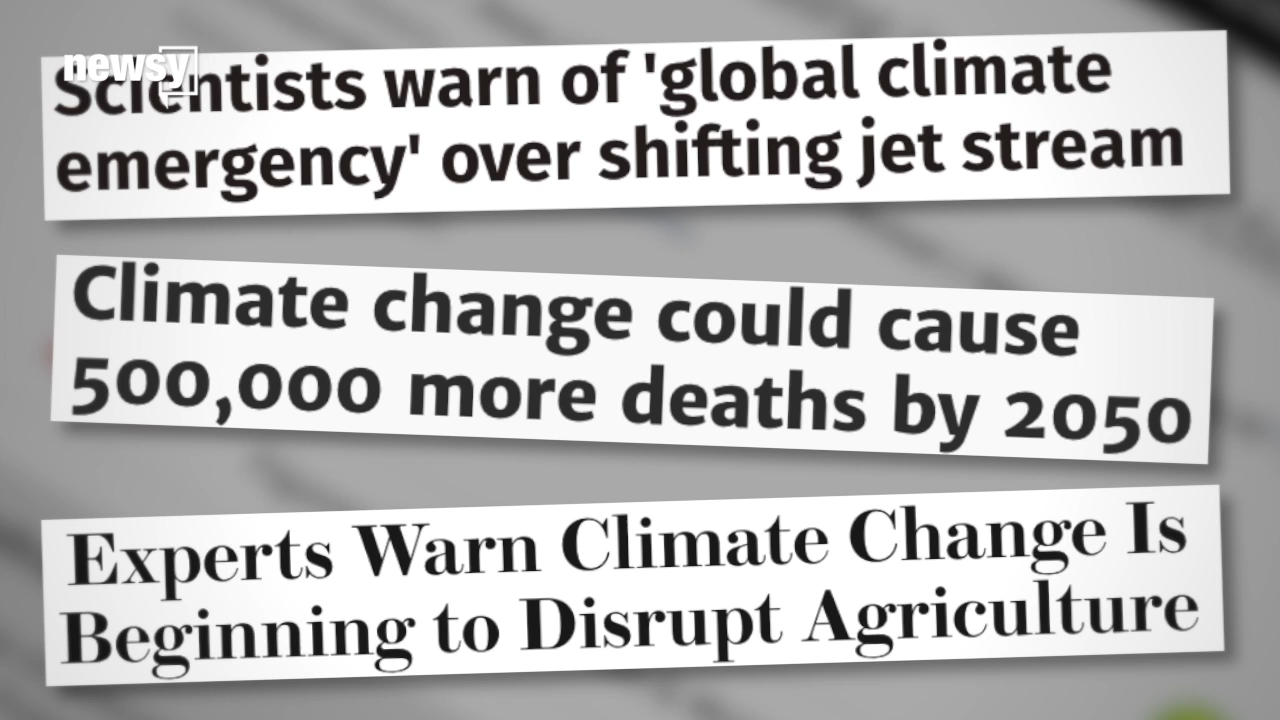 newsy
Scientists warn of 'global climate
emergency' over shifting jet stream
Climate change could cause
500,000 more deaths by 2050
Experts Warn Climate Change Is
Beginning to Disrupt Agriculture